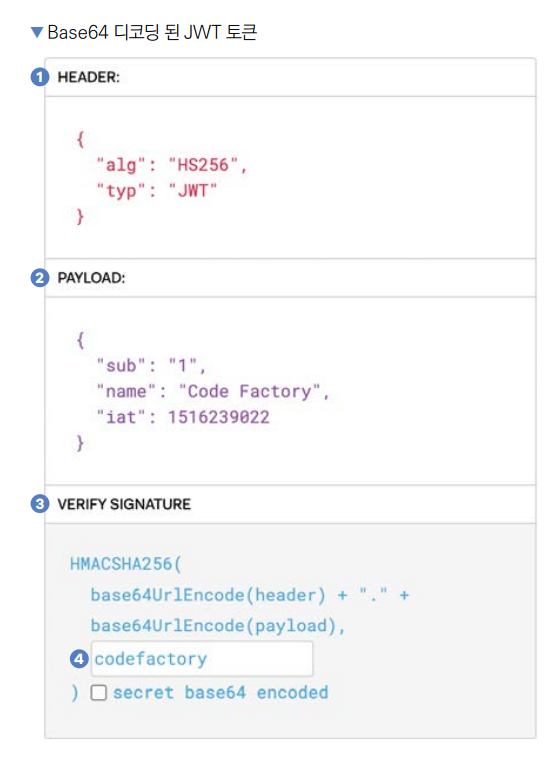 ▼ Base64 디코딩 된 JWT 토큰
1 HEADER:
{
"alg": "HS256",
"typ": "JWT"
}
2 PAYLOAD:
{
"sub": "1",
"name": "Code Factory",
"iat": 1516239022
}
3 VERIFY SIGNATURE
HMACSHA256(
base64UrlEncode(header) + "." +
base64UrlEncode(payload),
4 codefactory
) secret base64 encoded